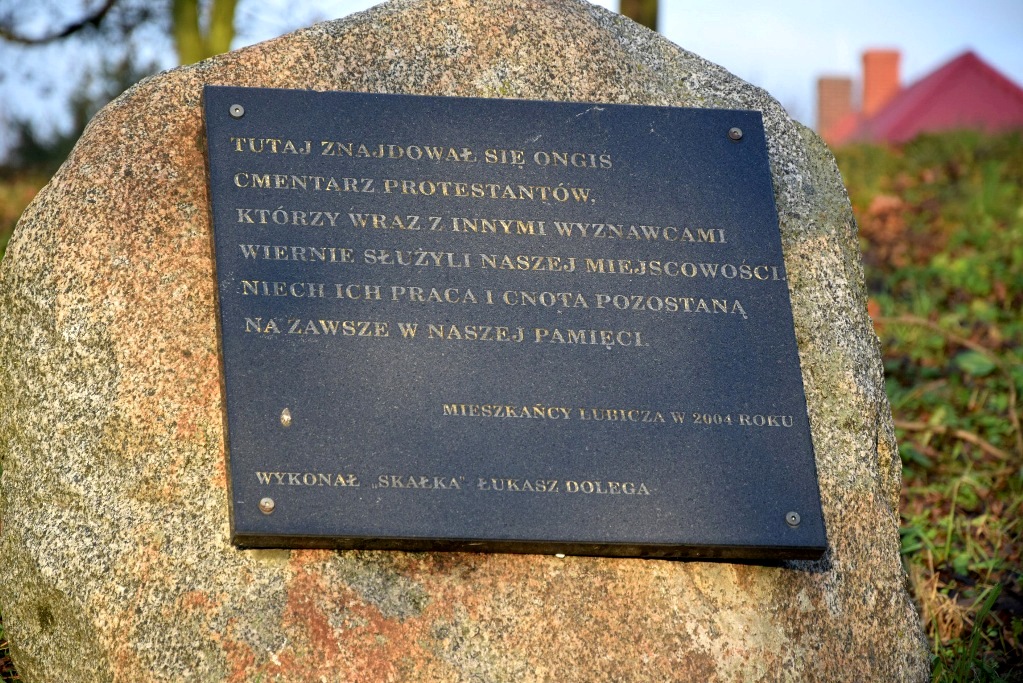 TUTAJ ZNAJDOWAŁ SIĘ ONGIŚ
CMENTARZ PROTESTANTÓW,
KTÓRZY WRAZ Z INNYMI WYZNAWCAMI
WIERNIE SŁUŻYLI NASZEJ MIEJSCOWOŚCI.
NIECH ICH PRACA I CNOTA POZOSTANĄ
NA ZAWSZE W NASZEJ PAMIĘCI.
MIESZKAŃCY LUBICZA W 2004 ROKU
WYKONAŁ „SKAŁKA" ŁUKASZ DOLEGA